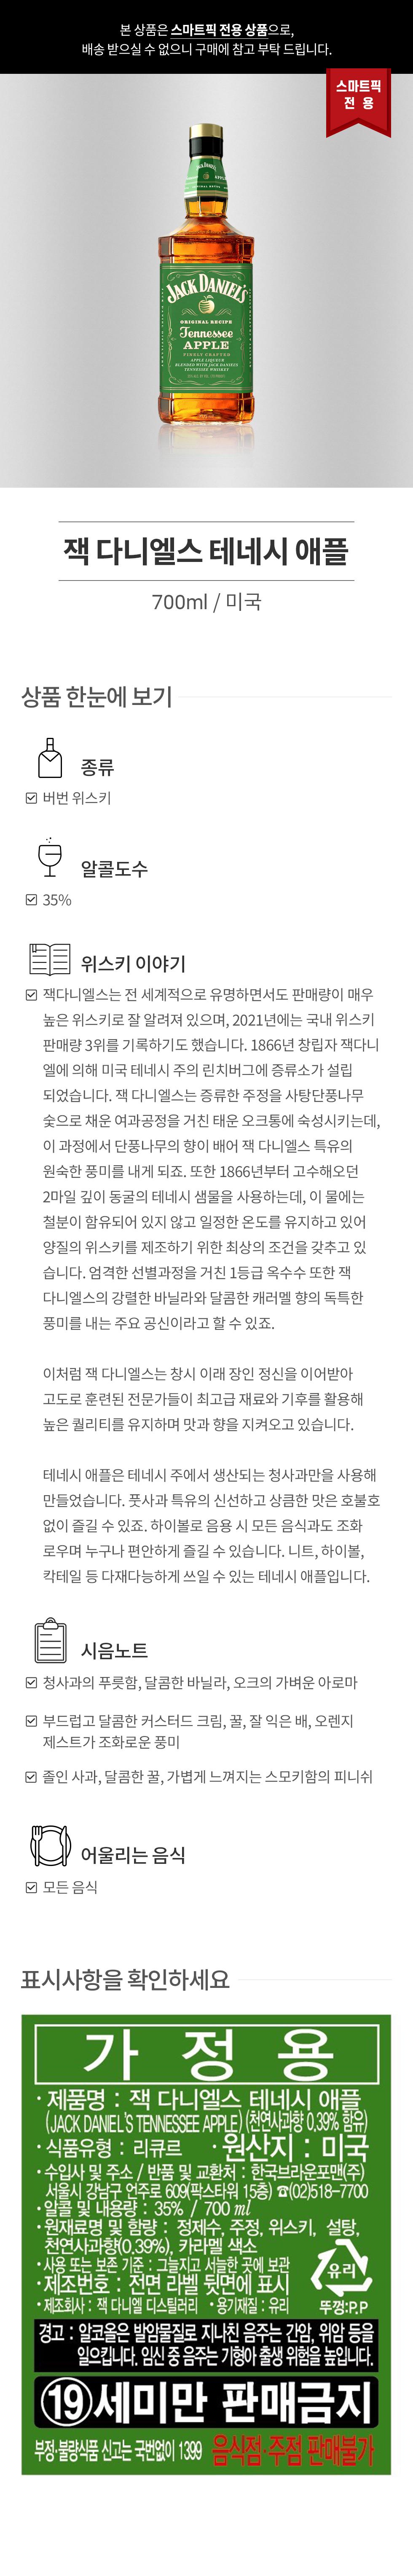 본 상품은 스마트픽 전용 상품으로,
배송 받으실 수 없으니 구매에 참고 부탁 드립니다.
스마트픽
전 용
JACK DANIEL'S
ORIGINAL RECIPE
Tennessee
APPLE
FINELY CRAFTED
APPLE LIQUEUR
BLENDED WITH JACK DANIEL'S
TENNESSEE WHISKEY
잭 다니엘스 테네시 애플
700ml / 미국
상품 한눈에 보기
종류
버번 위스키
알콜도수
35%
위스키 이야기
잭다니엘스는 전 세계적으로 유명하면서도 판매량이 매우
높은 위스키로 잘 알려져 있으며, 2021년에는 국내 위스키
판매량 3위를 기록하기도 했습니다. 1866년 창립자 잭다니
엘에 의해 미국 테네시 주의 린치버그에 증류소가 설립
되었습니다. 잭 다니엘스는 증류한 주정을 사탕단풍나무
숯으로 채운 여과공정을 거친 태운 오크통에 숙성시키는데,
이 과정에서 단풍나무의 향이 배어 잭 다니엘스 특유의
원숙한 풍미를 내게 되죠. 또한 1866년부터 고수해오던
2마일 깊이 동굴의 테네시 샘물을 사용하는데, 이 물에는
철분이 함유되어 있지 않고 일정한 온도를 유지하고 있어
양질의 위스키를 제조하기 위한 최상의 조건을 갖추고 있
습니다. 엄격한 선별과정을 거친 1등급 옥수수 또한 잭
다니엘스의 강렬한 바닐라와 달콤한 캐러멜 향의 독특한
풍미를 내는 주요 공신이라고 할 수 있죠.
이처럼 잭 다니엘스는 창시 이래 장인 정신을 이어받아
고도로 훈련된 전문가들이 최고급 재료와 기후를 활용해
높은 퀄리티를 유지하며 맛과 향을 지켜오고 있습니다.
테네시 애플은 테네시 주에서 생산되는 청사과만을 사용해
만들었습니다. 풋사과 특유의 신선하고 상큼한 맛은 호불호
없이 즐길 수 있죠. 하이볼로 음용 시 모든 음식과도 조화
로우며 누구나 편안하게 즐길 수 있습니다. 니트, 하이볼,
칵테일 등 다재다능하게 쓰일 수 있는 테네시 애플입니다.
시음노트
청사과의 푸릇함, 달콤한 바닐라, 오크의 가벼운 아로마
부드럽고 달콤한 커스터드 크림, 꿀, 잘 익은 배, 오렌지
제스트가 조화로운 풍미
졸인 사과, 달콤한 꿀, 가볍게 느껴지는 스모키함의 피니쉬
어울리는 음식
모든 음식
표시사항을 확인하세요
가 정 용
· 제품명 : 잭 다니엘스 테네시 애플
(JACK DANIEL'S TENNESSEE APPLE) (천연사과향 0.39% 함유)
· 식품유형 : 리큐르 · 원산지 : 미국
· 수입사 및 주소 / 반품 및 교환처 : 한국브라운포맨(주)
서울시 강남구 언주로 609(팍스타워 15층) ☎(02)518-7700
· 알콜 및 내용량 : 35% / 700 ml
· 원재료명 및 함량 : 정제수, 주정, 위스키, 설탕,
천연사과향(0.39%), 카라멜 색소
· 사용 또는 보존 기준 : 그늘지고 서늘한 곳에 보관
· 제조번호 : 전면 라벨 뒷면에 표시
· 제조회사 : 잭 다니엘 디스틸러리 · 용기재질 : 유리
유리
뚜껑:P.P
경고 : 알코올은 발암물질로 지나친 음주는 간암, 위암 등을
일으킵니다. 임신 중 음주는 기형아 출생 위험을 높입니다.
⑲세미만 판매금지
부정·불량식품 신고는 국번없이 1399 음식점·주점 판매불가